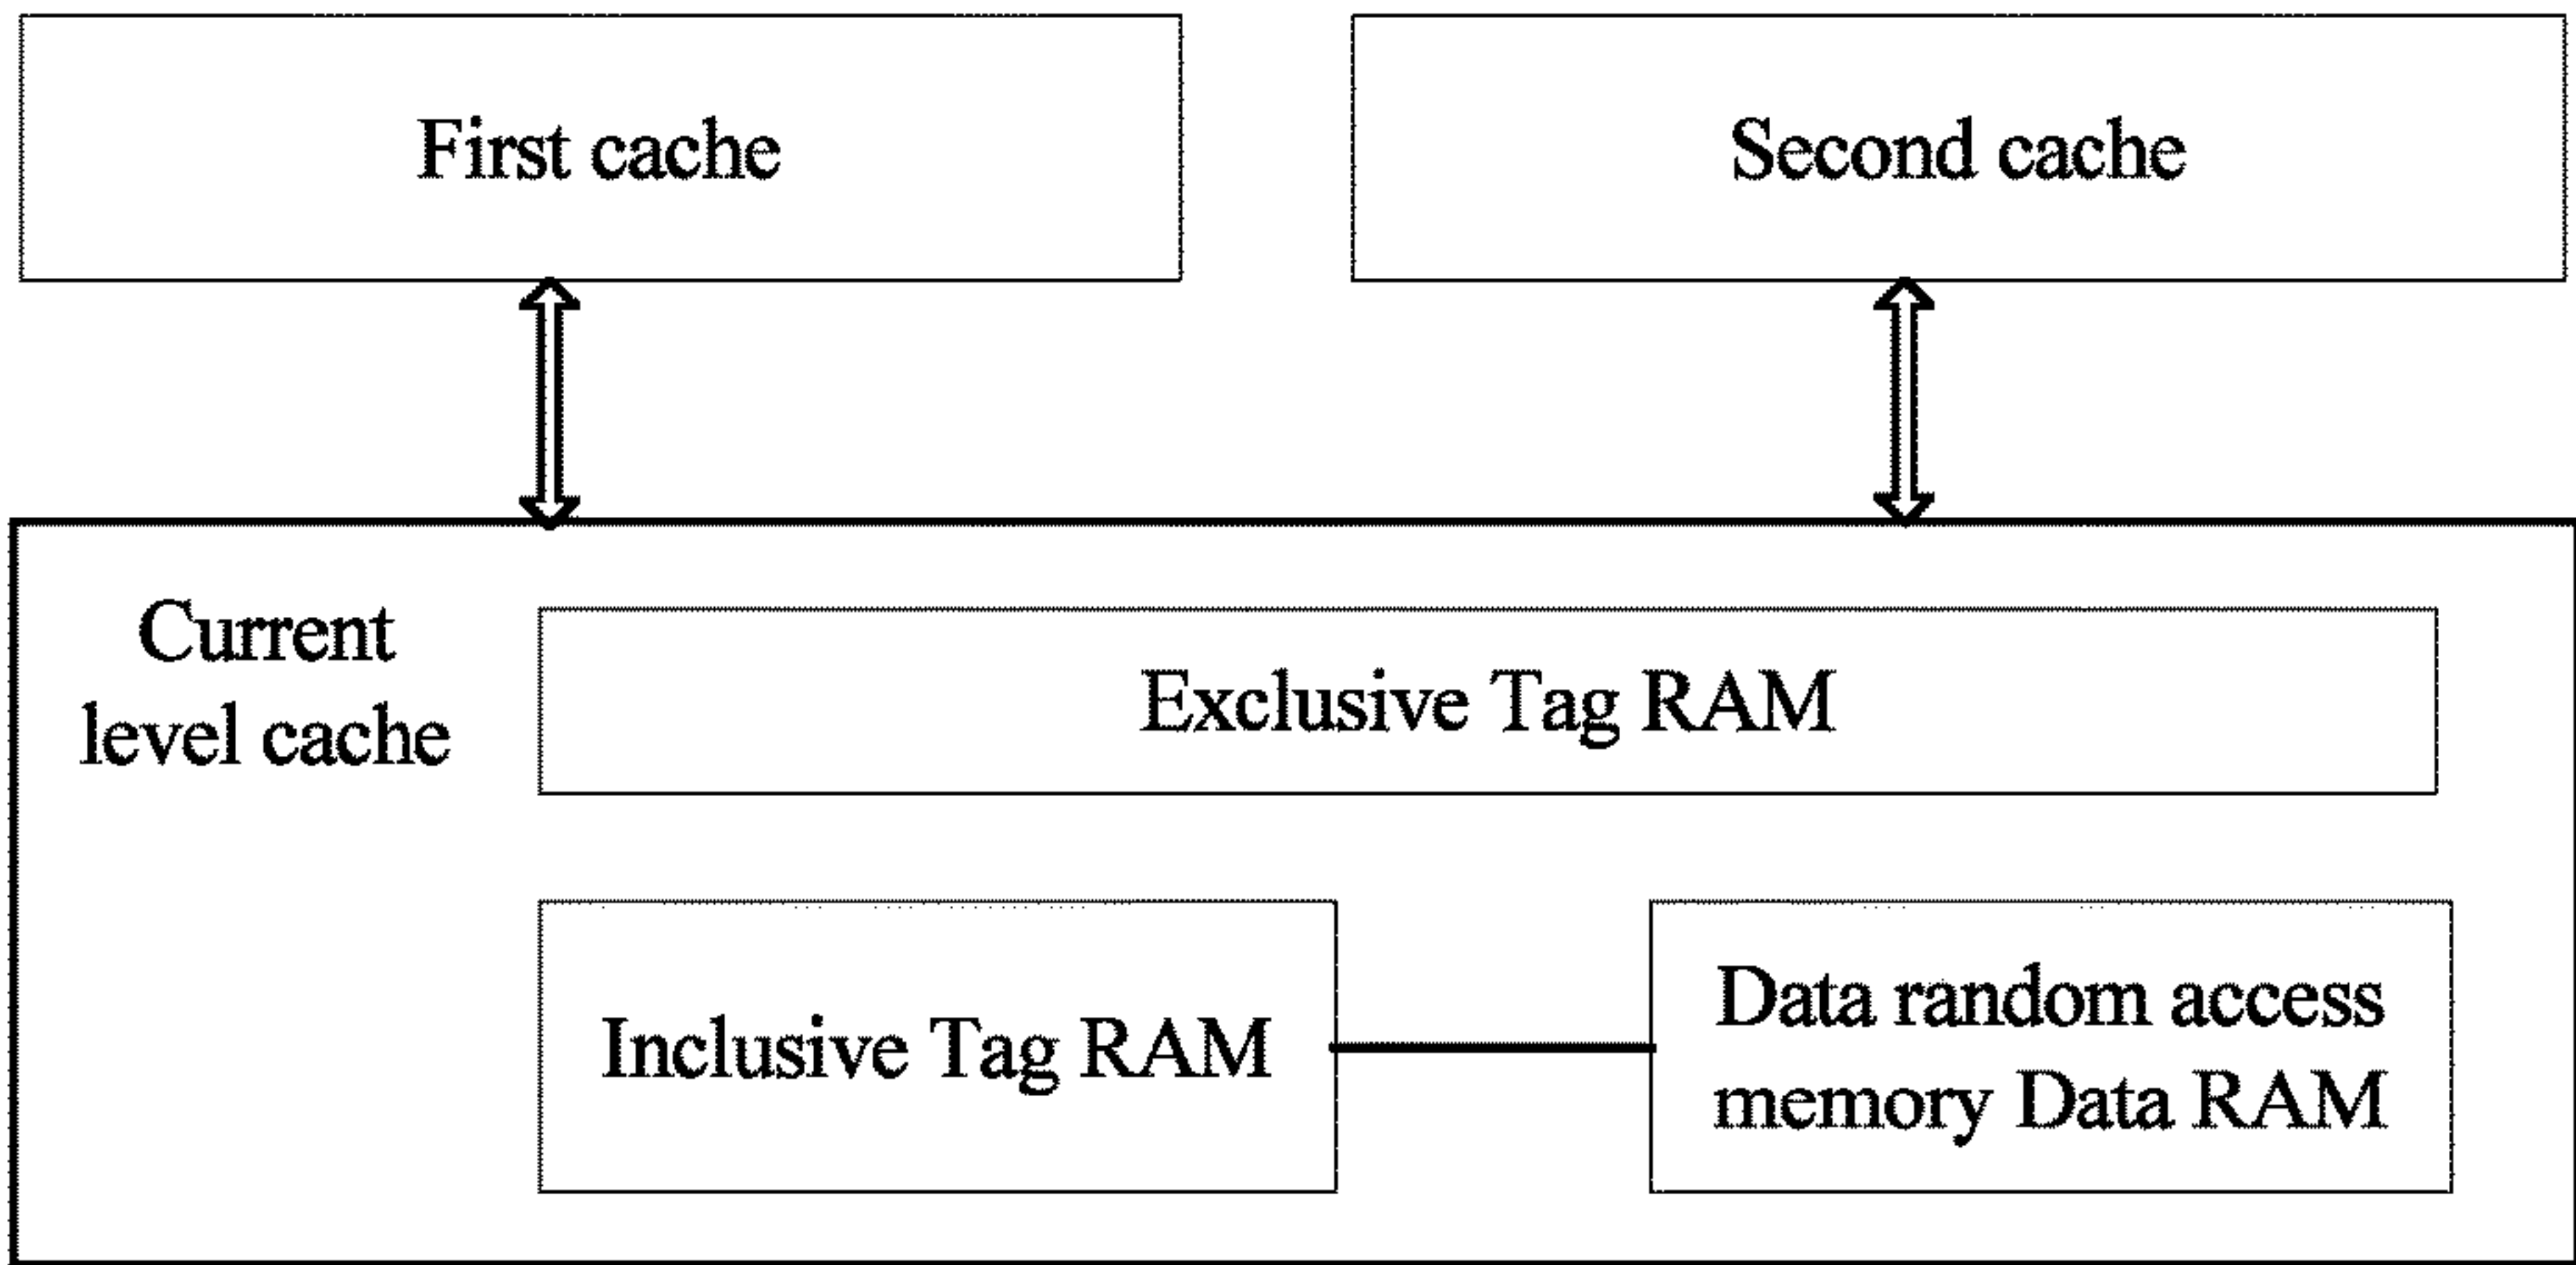 First cache
Second cache
Current
level cache
Exclusive Tag RAM
Inclusive Tag RAM
Data random access
memory Data RAM